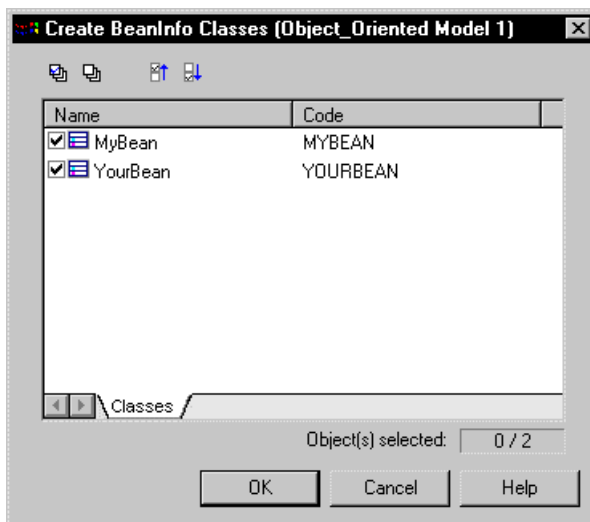 Create BeanInfo Classes (Object_Oriented Model 1)
Name Code
MyBean MYBEAN
YourBean YOURBEAN
Classes
Object(s) selected: 0 / 2
OK Cancel Help